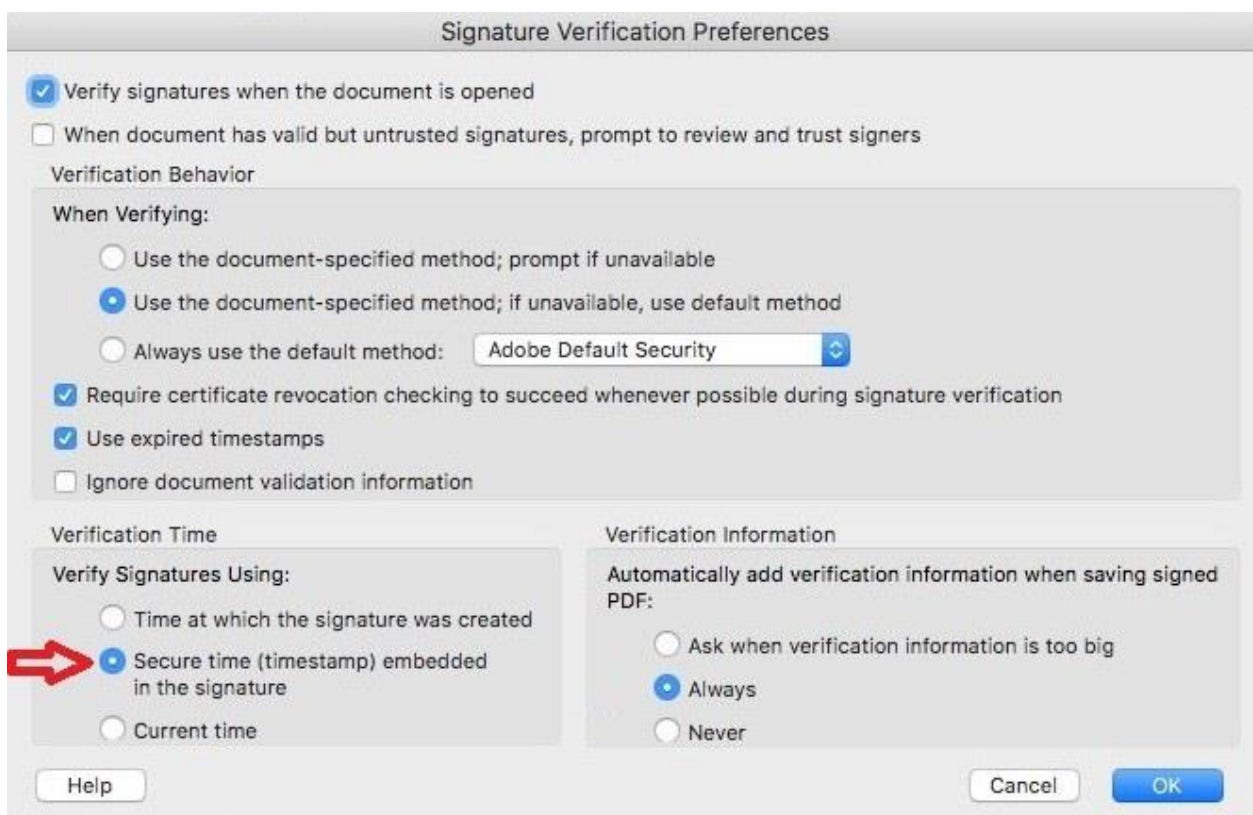 Signature Verification Preferences
Verify signatures when the document is opened
When document has valid but untrusted signatures, prompt to review and trust signers
Verification Behavior
When Verifying:
Use the document-specified method; prompt if unavailable
Use the document-specified method; if unavailable, use default method
Always use the default method:
Adobe Default Security
Require certificate revocation checking to succeed whenever possible during signature verification
Use expired timestamps
Ignore document validation information
Verification Time
Verify Signatures Using:
Time at which the signature was created
Secure time (timestamp) embedded
in the signature
Current time
Verification Information
Automatically add verification information when saving signed
PDF:
Ask when verification information is too big
Always
Never
Help
Cancel
OK